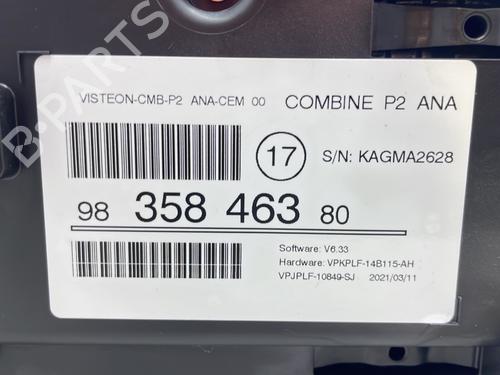 VISTEON-CMB-P2 ANA-CEM 00 COMBINE P2 ANA
17 S/N: KAGMA2628
98 358 463 80
Software: V6.33
Hardware: VPKPLF-14B115-AH
VPJPLF-10849-SJ 2021/03/11
B-PARTS